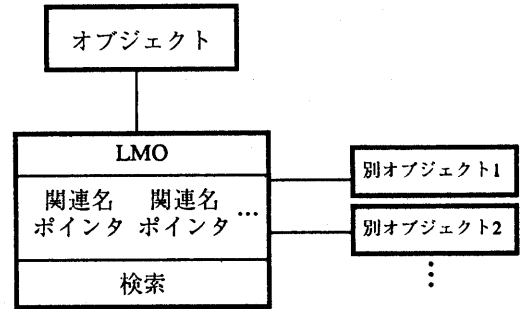 オブジェクト
LMO
関連名 関連名
ポインタ ポインタ …
検索
別オブジェクト1
別オブジェクト2
⋮